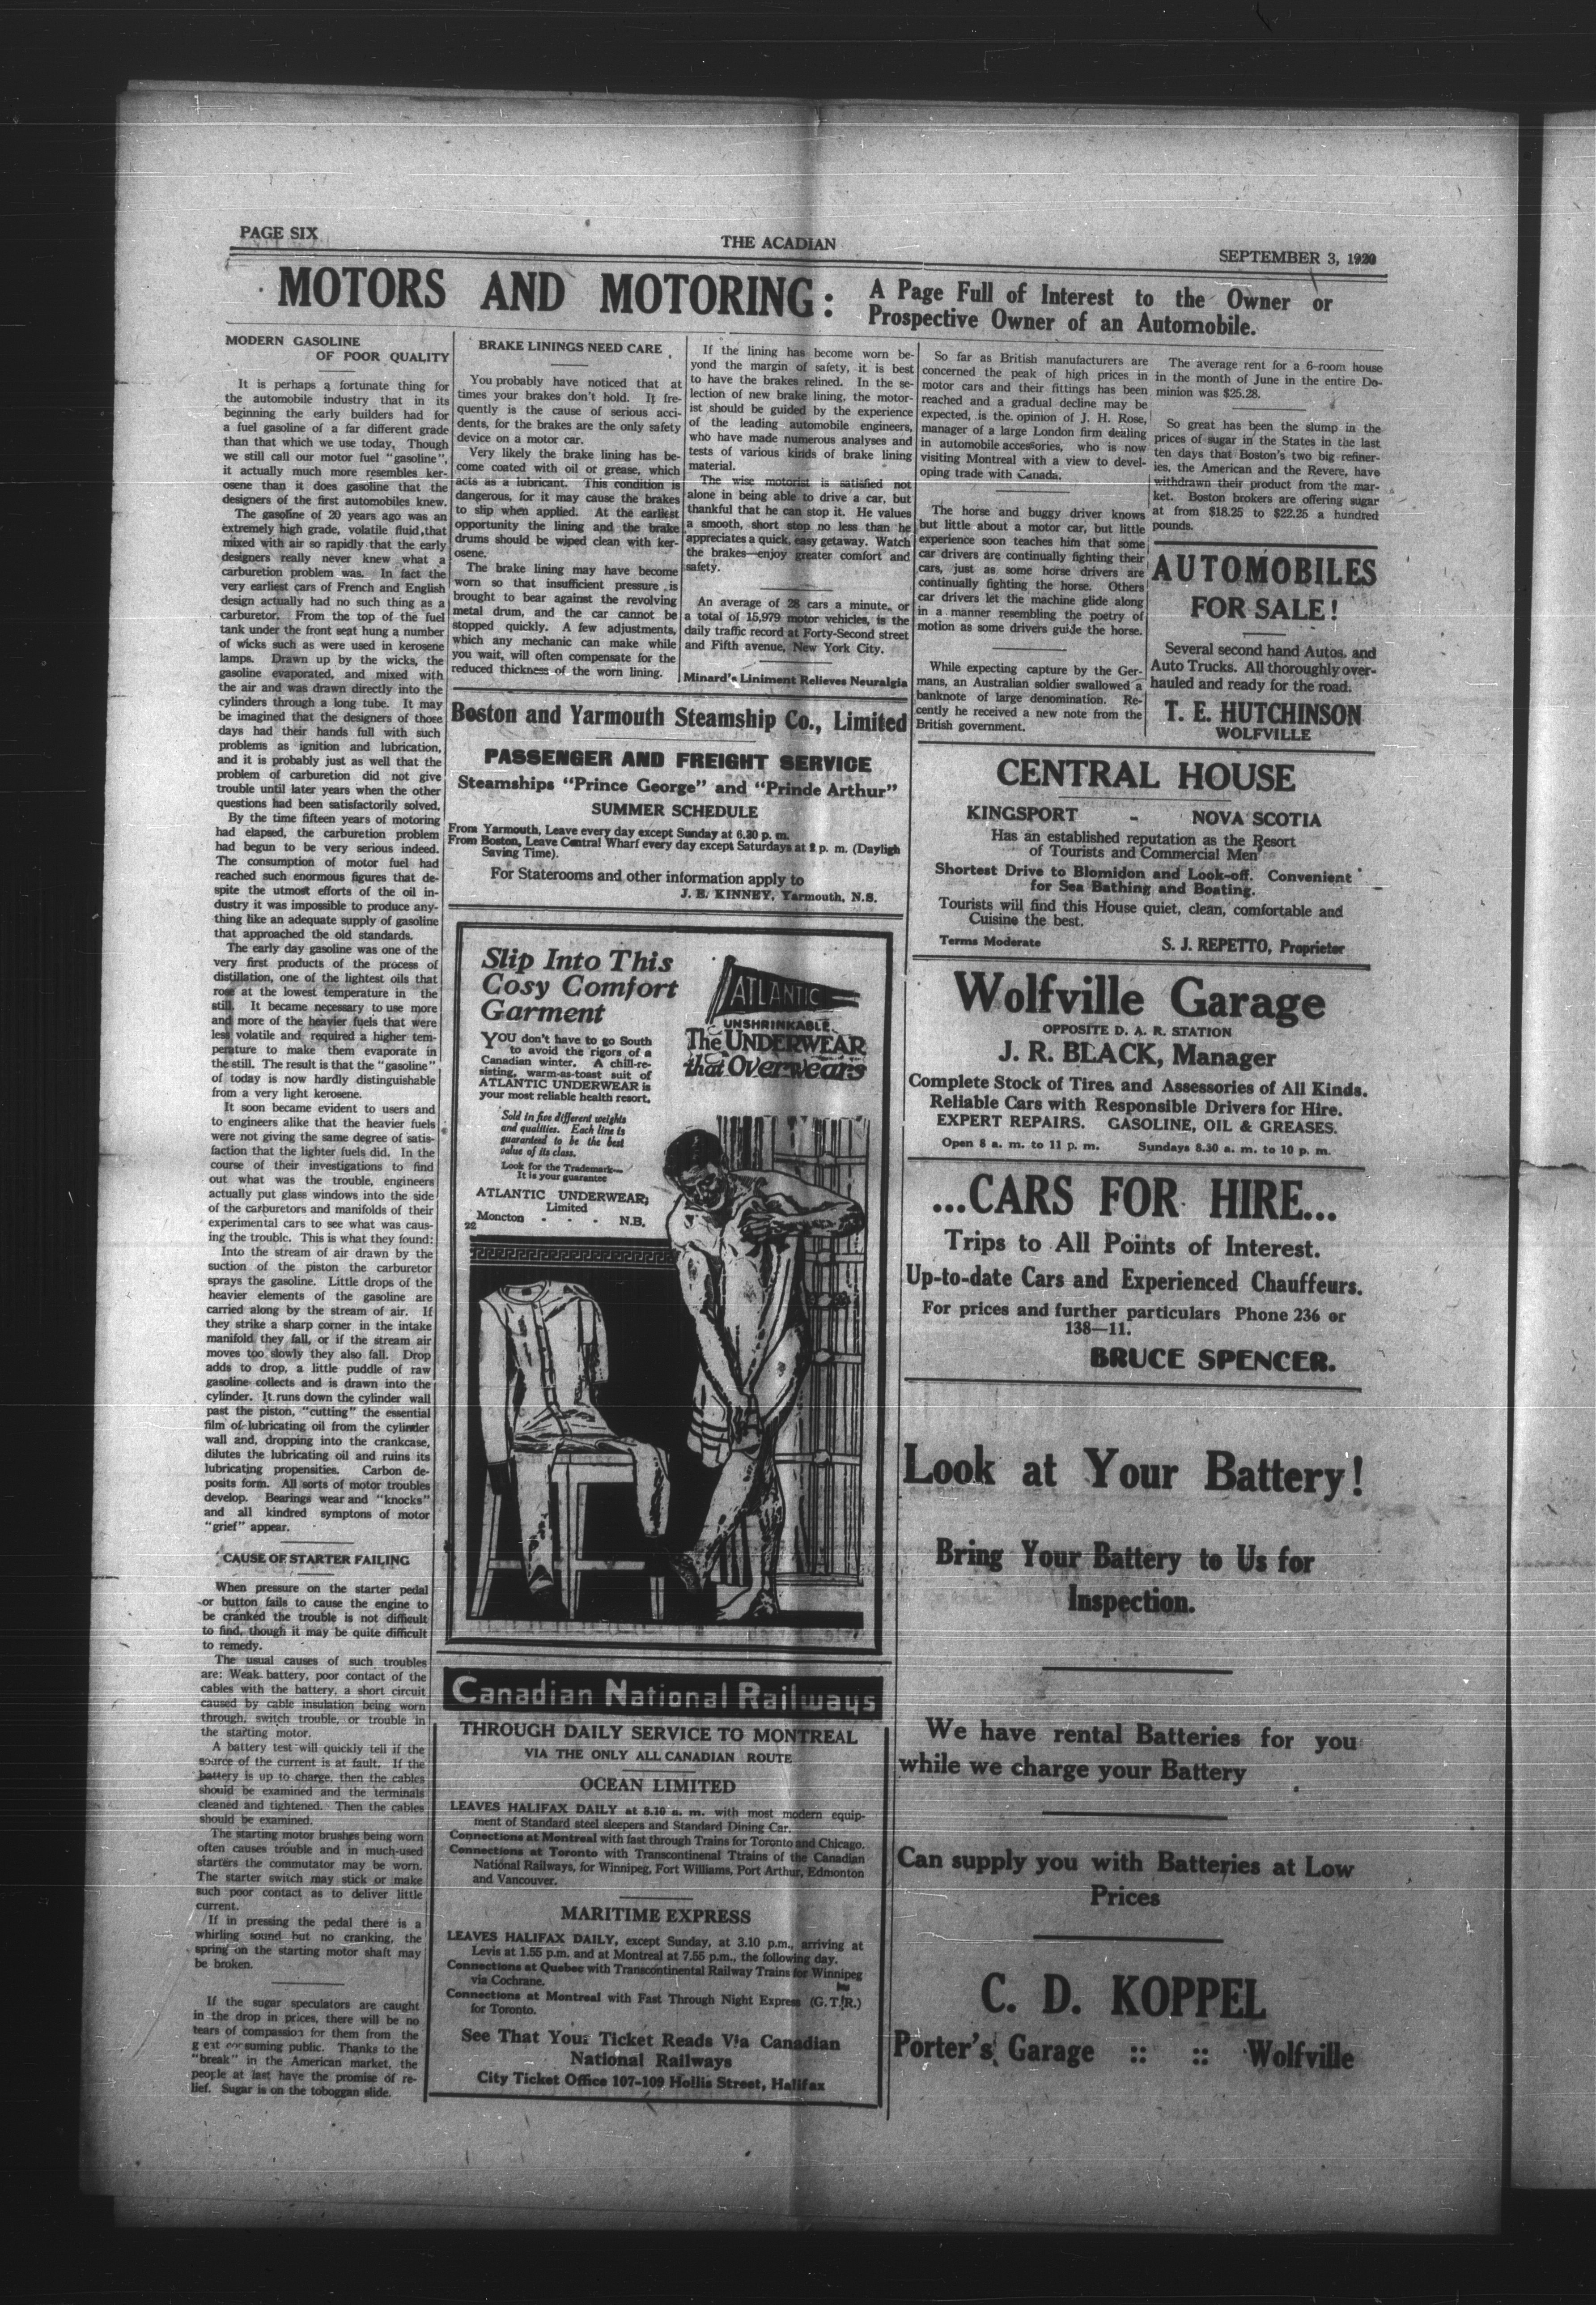 PAGE SIX
THE ACADIAN
SEPTEMBER 3, 1920
MOTORS AND MOTORING:
A Page Full of Interest to the Owner or
Prospective Owner of an Automobile.
MODERN GASOLINE
OF POOR QUALITY
It is perhaps a fortunate thing for
the automobile industry that in its
beginning the early builders had for
a fuel gasoline of a far different grade
than that which we use today. Though
we still call our motor fuel "gasoline",
it actually much more resembles ker-
osene than it does gasoline that the
designers of the first automobiles knew.
The gasoline of 20 years ago was an
extremely high grade, volatile fluid, that
mixed with air so rapidly that the early
designers really never knew what a
carburetion problem was. In fact the
very earliest cars of French and English
design actually had no such thing as a
carburetor. From the top of the fuel
tank under the front seat hung a number
of wicks such as were used in kerosene
lamps. Drawn up by the wicks, the
gasoline evaporated, and mixed with
the air and was drawn directly into the
cylinders through a long tube. It may
be imagined that the designers of those
days had their hands full with such
problems as ignition and lubrication,
and it is probably just as well that the
problem of carburetion did not give
trouble until later years when the other
questions had been satisfactorily solved.
By the time fifteen years of motoring
had elapsed, the carburetion problem
had begun to be very serious indeed.
The consumption of motor fuel had
reached such enormous figures that de-
spite the utmost efforts of the oil in-
dustry it was impossible to produce any-
thing like an adequate supply of gasoline
that approached the old standards.
The early day gasoline was one of the
very first products of the process of
distillation, one of the lightest oils that
rose at the lowest temperature in the
still. It became necessary to use more
and more of the heavier fuels that were
less volatile and required a higher tem-
perature to make them evaporate in
the still. The result is that the "gasoline"
of today is now hardly distinguishable
from a very light kerosene.
It soon became evident to users and
to engineers alike that the heavier fuels
were not giving the same degree of satis-
faction that the lighter fuels did. In the
course of their investigations to find
out what was the trouble, engineers
actually put glass windows into the side
of the carburetors and manifolds of their
experimental cars to see what was caus-
ing the trouble. This is what they found:
Into the stream of air drawn by the
suction of the piston the carburetor
sprays the gasoline. Little drops of the
heavier elements of the gasoline are
carried along by the stream of air. If
they strike a sharp corner in the intake
manifold they fall, or if the stream air
moves too slowly they also fall. Drop
adds to drop, a little puddle of raw
gasoline collects and is drawn into the
cylinder. It runs down the cylinder wall
past the piston, "cutting" the essential
film of lubricating oil from the cylinder
wall and, dropping into the crankcase,
dilutes the lubricating oil and ruins its
lubricating propensities. Carbon de-
posits form. All sorts of motor troubles
develop. Bearings wear and "knocks"
and all kindred symptons of motor
"grief" appear.
CAUSE OF STARTER FAILING
When pressure on the starter pedal
or button fails to cause the engine to
be cranked the trouble is not difficult
to find, though it may be quite difficult
to remedy.
The usual causes of such troubles
are: Weak battery, poor contact of the
cables with the battery, a short circuit
caused by cable insulation being worn
through, switch trouble, or trouble in
the starting motor.
A battery test will quickly tell if the
source of the current is at fault. If the
battery is up to charge, then the cables
should be examined and the terminals
cleaned and tightened. Then the cables
should be examined.
The starting motor brushes being worn
often causes trouble and in much-used
starters the commutator may be worn.
The starter switch may stick or make
such poor contact as to deliver little
current.
If in pressing the pedal there is a
whirling sound but no cranking, the
spring on the starting motor shaft may
be broken.
If the sugar speculators are caught
in the drop in prices, there will be no
tears of compassion for them from the
consuming public. Thanks to the
"break" in the American market, the
people at last have the promise of re-
lief. Sugar is on the toboggan slide.
BRAKE LININGS NEED CARE
You probably have noticed that at
times your brakes don't hold. It fre-
quently is the cause of serious acci-
dents, for the brakes are the only safety
device on a motor car.
Very likely the brake lining has be-
come coated with oil or grease, which
acts as a lubricant. This condition is
dangerous, for it may cause the brakes
to slip when applied. At the earliest
opportunity the lining and the brake
drums should be wiped clean with ker-
osene.
The brake lining may have become
worn so that insufficient pressure is
brought to bear against the revolving
metal drum, and the car cannot be
stopped quickly. A few adjustments,
which any mechanic can make while
you wait, will often compensate for the
reduced thickness of the worn lining.
If the lining has become worn be-
yond the margin of safety, it is best
to have the brakes relined. In the se-
lection of new brake lining, the motor-
ist should be guided by the experience
of the leading automobile engineers,
who have made numerous analyses and
tests of various kinds of brake lining
material.
The wise motorist is satisfied not
alone in being able to drive a car, but
thankful that he can stop it. He values
a smooth, short stop no less than he
appreciates a quick, easy getaway. Watch
the brakes—enjoy greater comfort and
safety.
An average of 28 cars a minute, or
a total of 15,979 motor vehicles, is the
daily traffic record at Forty-Second street
and Fifth avenue, New York City.
Minard's Liniment Relieves Neuralgia
So far as British manufacturers are
concerned the peak of high prices in
motor cars and their fittings has been
reached and a gradual decline may be
expected, is the opinion of J. H. Rose,
manager of a large London firm dealing
in automobile accessories, who is now
visiting Montreal with a view to devel-
oping trade with Canada.
The horse and buggy driver knows
but little about a motor car, but little
experience soon teaches him that some
car drivers are continually fighting their
cars, just as some horse drivers are
continually fighting the horse. Others
car drivers let the machine glide along
in a manner resembling the poetry of
motion as some drivers guide the horse.
While expecting capture by the Ger-
mans, an Australian soldier swallowed a
banknote of large denomination. Re-
cently he received a new note from the
British government.
The average rent for a 6-room house
in the month of June in the entire Do-
minion was $25.28.
So great has been the slump in the
prices of sugar in the States in the last
ten days that Boston's two big refiner-
ies, the American and the Revere, have
withdrawn their product from the mar-
ket. Boston brokers are offering sugar
at from $18.25 to $22.25 a hundred
pounds.
AUTOMOBILES
FOR SALE!
Several second hand Autos, and
Auto Trucks. All thoroughly over-
hauled and ready for the road.
T. E. HUTCHINSON
WOLFVILLE
Boston and Yarmouth Steamship Co., Limited
PASSENGER AND FREIGHT SERVICE
Steamships "Prince George" and "Prinde Arthur"
SUMMER SCHEDULE
From Yarmouth, Leave every day except Sunday at 6.30 p. m.
From Boston, Leave Central Wharf every day except Saturdays at 2 p. m. (Dayligh
Saving Time).
For Staterooms and other information apply to
J. E. KINNEY, Yarmouth, N.S.
Slip Into This
Cosy Comfort
Garment
YOU don't have to go South
to avoid the rigors of a
Canadian winter. A chill-re-
sisting, warm-as-toast suit of
ATLANTIC UNDERWEAR is
your most reliable health resort.
Sold in five different weights
and qualities. Each line is
guaranteed to be the best
value of its class.
Look for the Trademark—
It is your guarantee
ATLANTIC UNDERWEAR,
Limited
Moncton - - - N.B.
22
ATLANTIC
UNSHRINKABLE
The UNDERWEAR
that Overwears
Canadian National Railways
THROUGH DAILY SERVICE TO MONTREAL
VIA THE ONLY ALL CANADIAN ROUTE
OCEAN LIMITED
LEAVES HALIFAX DAILY at 8.10 a. m. with most modern equip-
ment of Standard steel sleepers and Standard Dining Car.
Connections at Montreal with fast through Trains for Toronto and Chicago.
Connections at Toronto with Transcontinenal Ttrains of the Canadian
National Railways, for Winnipeg, Fort Williams, Port Arthur, Edmonton
and Vancouver.
MARITIME EXPRESS
LEAVES HALIFAX DAILY, except Sunday, at 3.10 p.m., arriving at
Levis at 1.55 p.m. and at Montreal at 7.55 p.m., the following day.
Connections at Quebec with Transcontinental Railway Trains for Winnipeg
via Cochrane.
Connections at Montreal with Fast Through Night Express (G.T.R.)
for Toronto.
See That Your Ticket Reads Via Canadian
National Railways
City Ticket Office 107-109 Hollis Street, Halifax
CENTRAL HOUSE
KINGSPORT - NOVA SCOTIA
Has an established reputation as the Resort
of Tourists and Commercial Men
Shortest Drive to Blomidon and Look-off. Convenient
for Sea Bathing and Boating.
Tourists will find this House quiet, clean, comfortable and
Cuisine the best.
Terms Moderate
S. J. REPETTO, Proprietor
Wolfville Garage
OPPOSITE D. A. R. STATION
J. R. BLACK, Manager
Complete Stock of Tires and Assessories of All Kinds.
Reliable Cars with Responsible Drivers for Hire.
EXPERT REPAIRS. GASOLINE, OIL & GREASES.
Open 8 a. m. to 11 p. m. Sundays 8.30 a. m. to 10 p. m.
...CARS FOR HIRE...
Trips to All Points of Interest.
Up-to-date Cars and Experienced Chauffeurs.
For prices and further particulars Phone 236 or
138—11.
BRUCE SPENCER.
Look at Your Battery!
Bring Your Battery to Us for
Inspection.
We have rental Batteries for you
while we charge your Battery
Can supply you with Batteries at Low
Prices
C. D. KOPPEL
Porter's Garage :: :: Wolfville